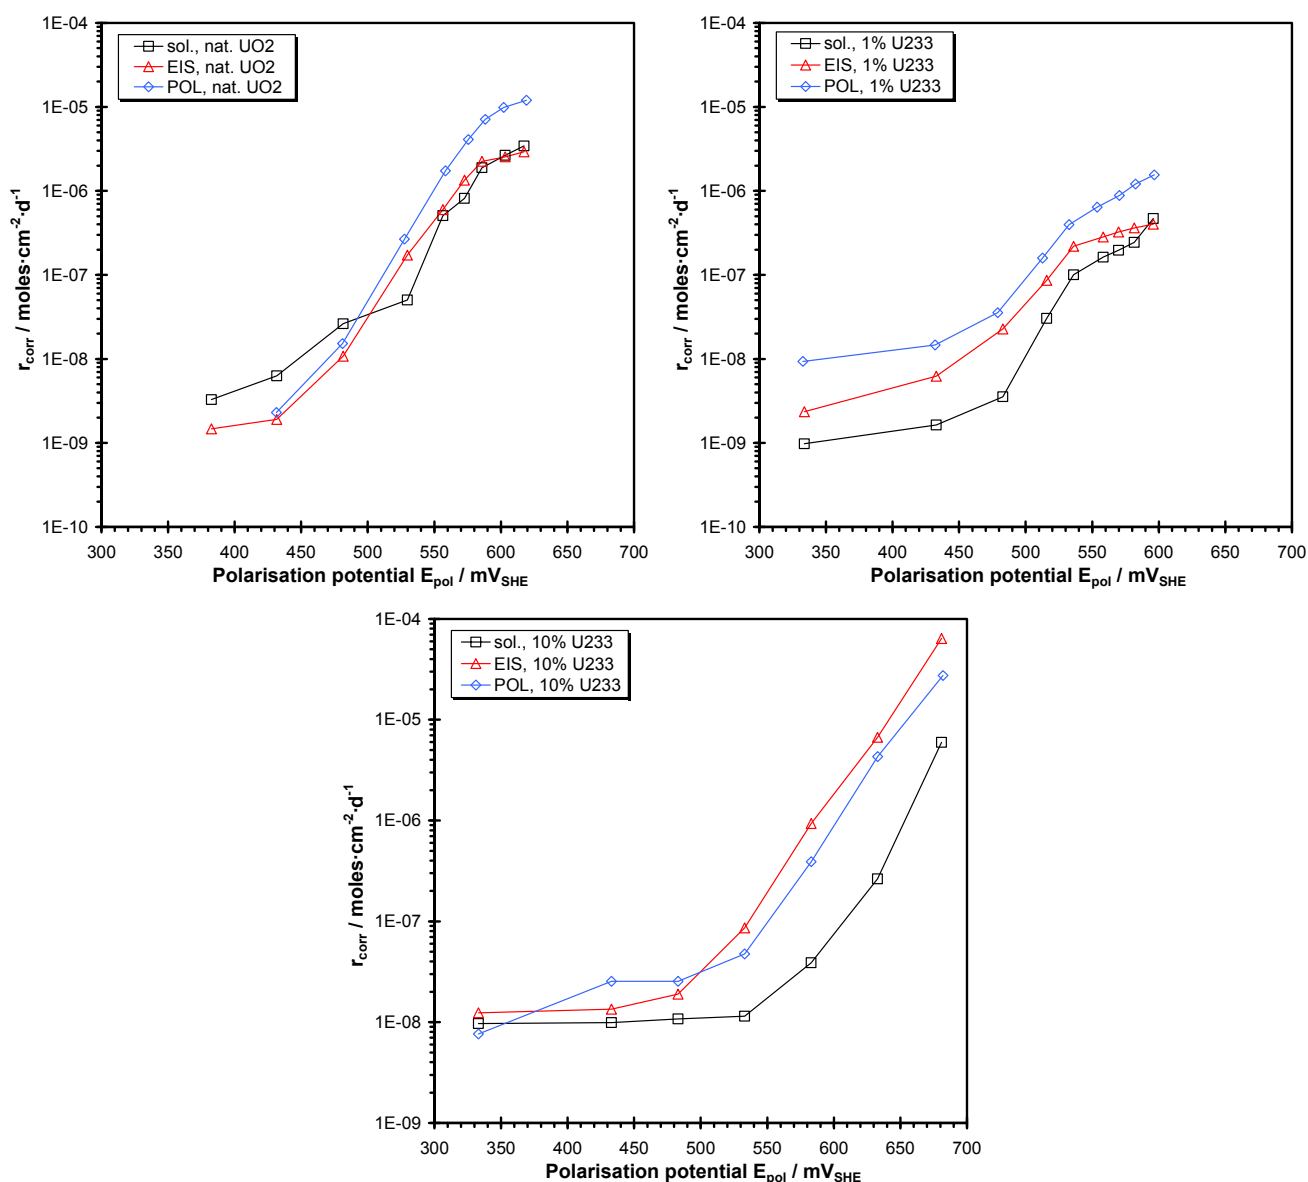 sol., nat. UO2
EIS, nat. UO2
POL, nat. UO2
1E-04
1E-05
1E-06
1E-07
1E-08
1E-09
1E-10
r_corr / moles·cm⁻²·d⁻¹
300 350 400 450 500 550 600 650 700
Polarisation potential E_pol / mV_SHE
sol., 1% U233
EIS, 1% U233
POL, 1% U233
1E-04
1E-05
1E-06
1E-07
1E-08
1E-09
1E-10
r_corr / moles·cm⁻²·d⁻¹
300 350 400 450 500 550 600 650 700
Polarisation potential E_pol / mV_SHE
sol., 10% U233
EIS, 10% U233
POL, 10% U233
1E-04
1E-05
1E-06
1E-07
1E-08
1E-09
r_corr / moles·cm⁻²·d⁻¹
300 350 400 450 500 550 600 650 700
Polarisation potential E_pol / mV_SHE